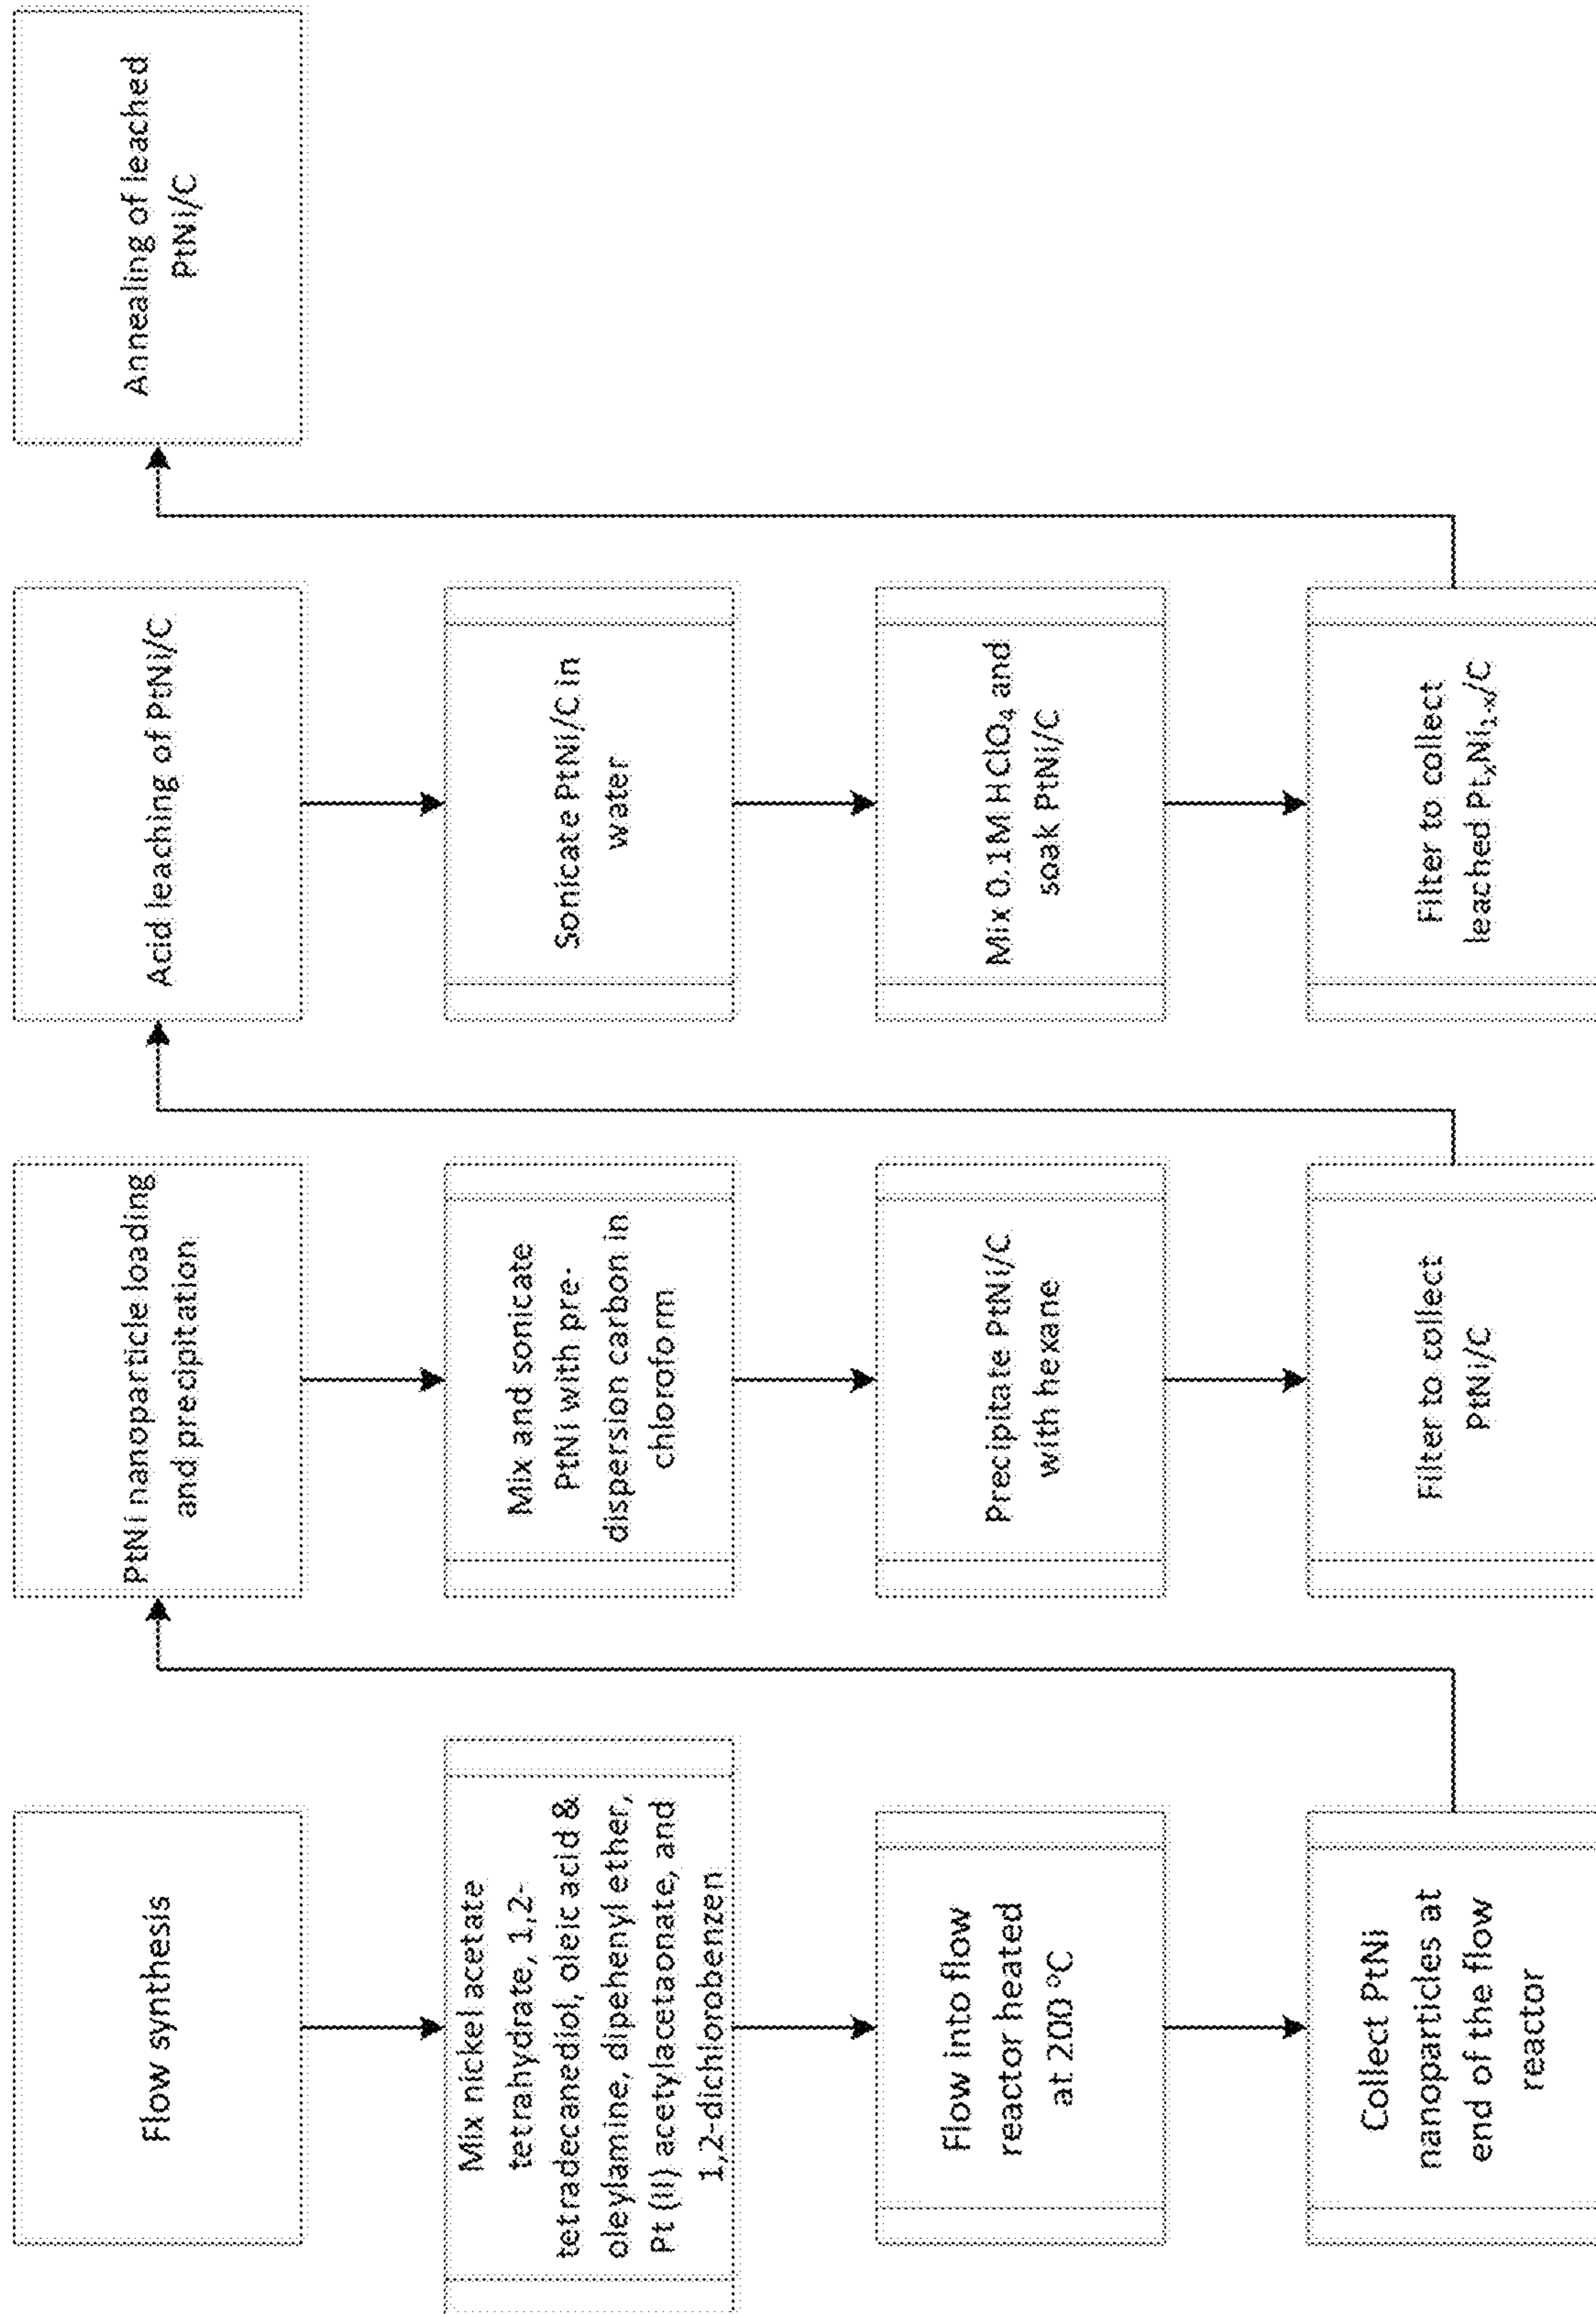 Flow synthesis
Mix nickel acetate
tetrahydrate, 1,2-
tetradecanediol, oleic acid &
oleylamine, dipehenyl ether,
Pt (II) acetylacetaonate, and
1,2-dichlorobenzen
Flow into flow
reactor heated
at 200 °C
Collect PtNi
nanoparticles at
end of the flow
reactor
PtNi nanoparticle loading
and precipitation
Mix and sonicate
PtNi with pre-
dispersion carbon in
chloroform
Precipitate PtNi/C
with hexane
Filter to collect
PtNi/C
Acid leaching of PtNi/C
Sonicate PtNi/C in
water
Mix 0.1M HClO₄ and
soak PtNi/C
Filter to collect
leached PtₓNi₁₋ₓ/C
Annealing of leached
PtNi/C